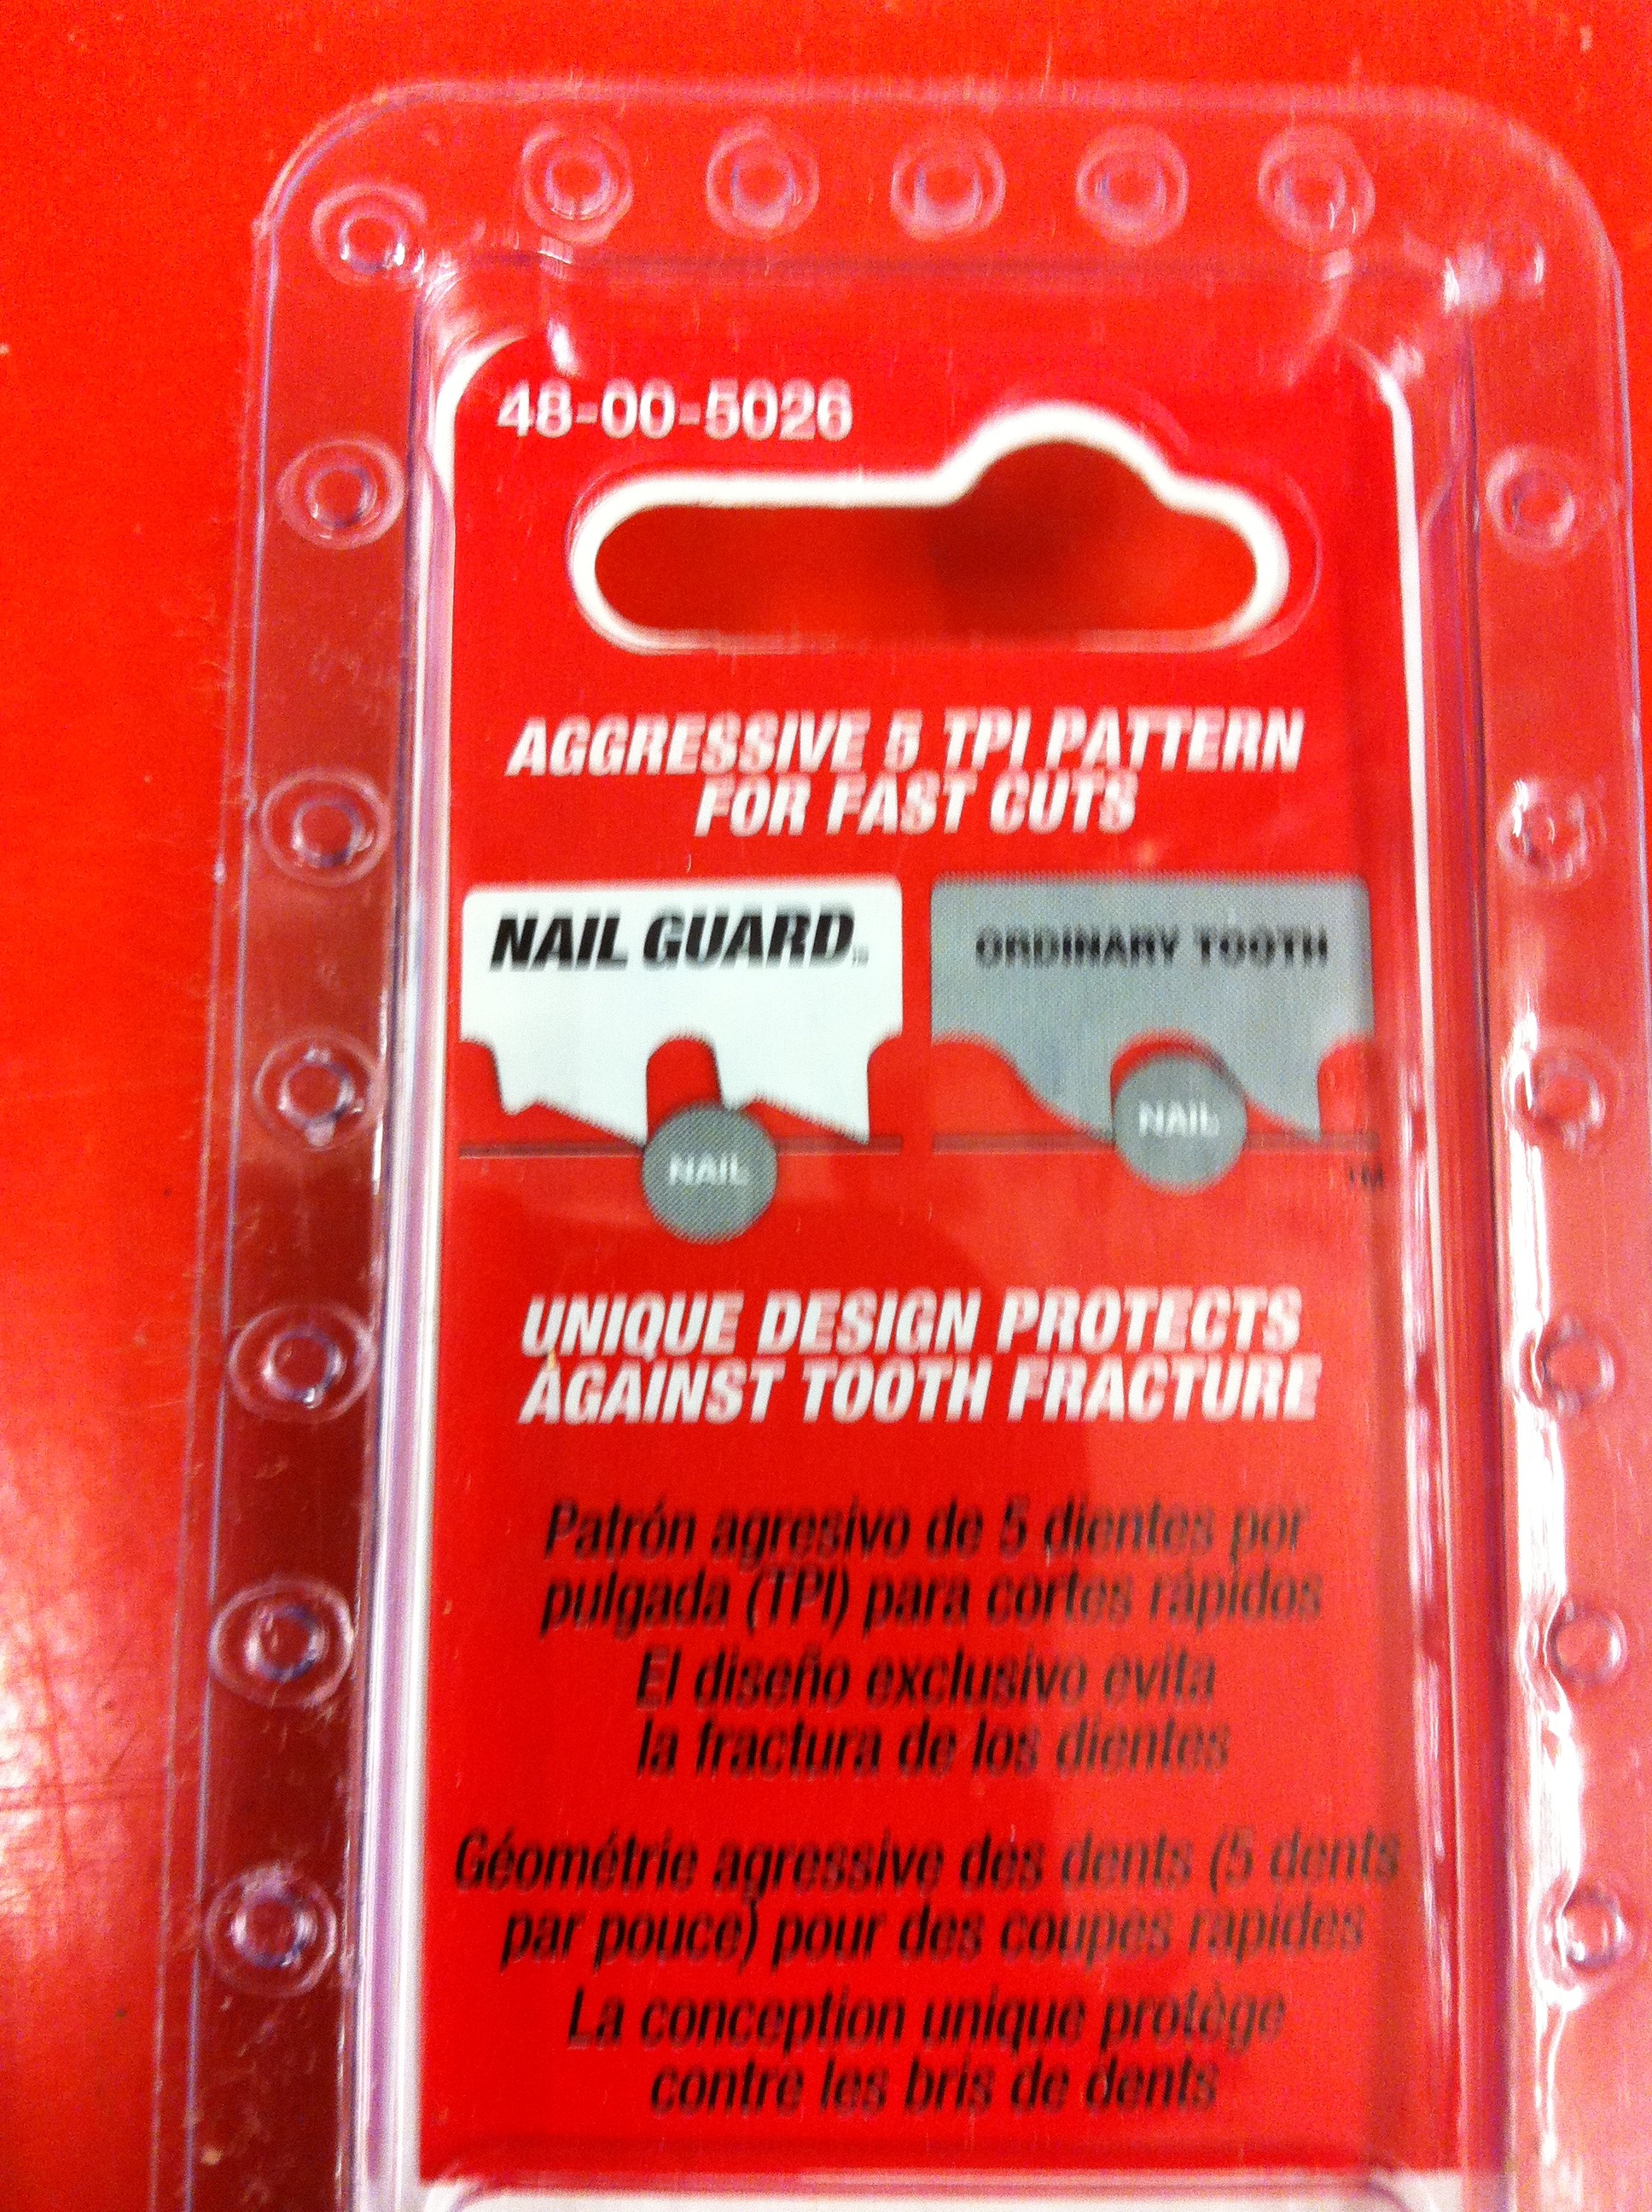 48-00-5026
AGGRESSIVE 5 TPI PATTERN
FOR FAST CUTS
NAIL GUARD™
ORDINARY TOOTH
NAIL
NAIL
TM
UNIQUE DESIGN PROTECTS
AGAINST TOOTH FRACTURE
Patrón agresivo de 5 dientes por
pulgada (TPI) para cortes rápidos
El diseño exclusivo evita
la fractura de los dientes
Géométrie agressive des dents (5 dents
par pouce) pour des coupes rapides
La conception unique protège
contre les bris de dents